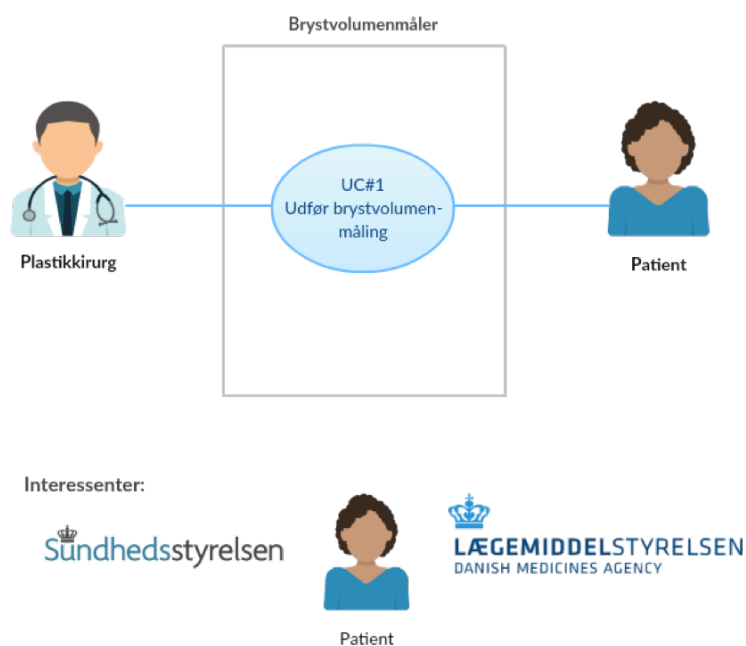 Brystvolumenmåler
UC#1
Udfør brystvolumen-
måling
Plastikkirurg
Patient
Interessenter:
Sundhedsstyrelsen
LÆGEMIDDELSTYRELSEN
DANISH MEDICINES AGENCY
Patient